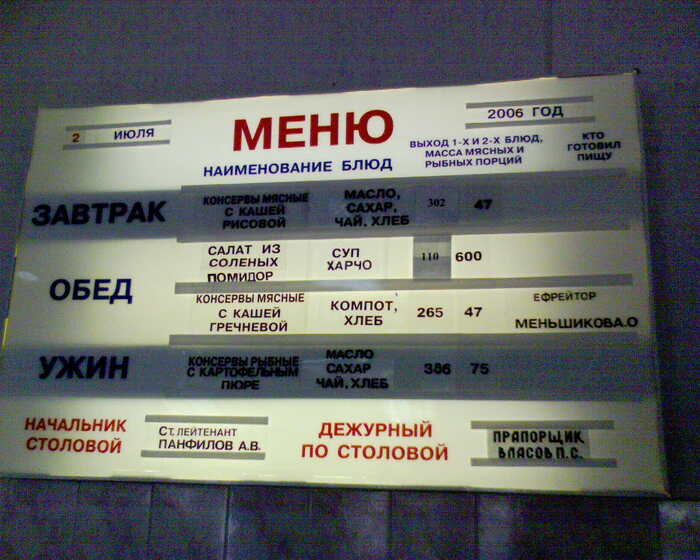 2 ИЮЛЯ
МЕНЮ
2006 ГОД
НАИМЕНОВАНИЕ БЛЮД
ВЫХОД 1-Х И 2-Х БЛЮД,
МАССА МЯСНЫХ И
РЫБНЫХ ПОРЦИЙ
КТО
ГОТОВИЛ
ПИЩУ
ЗАВТРАК
КОНСЕРВЫ МЯСНЫЕ
С КАШЕЙ
РИСОВОЙ
МАСЛО,
САХАР,
ЧАЙ, ХЛЕБ
302 47
ОБЕД
САЛАТ ИЗ
СОЛЕНЫХ
ПОМИДОР
СУП
ХАРЧО
110 600
КОНСЕРВЫ МЯСНЫЕ
С КАШЕЙ
ГРЕЧНЕВОЙ
КОМПОТ,
ХЛЕБ
265 47
ЕФРЕЙТОР
МЕНЬШИКОВА.О
УЖИН
КОНСЕРВЫ РЫБНЫЕ
С КАРТОФЕЛЬНЫМ
ПЮРЕ
МАСЛО
САХАР
ЧАЙ, ХЛЕБ
386 75
НАЧАЛЬНИК
СТОЛОВОЙ
СТ. ЛЕЙТЕНАНТ
ПАНФИЛОВ А.В.
ДЕЖУРНЫЙ
ПО СТОЛОВОЙ
ПРАПОРЩИК
ВЛАСОВ П.С.